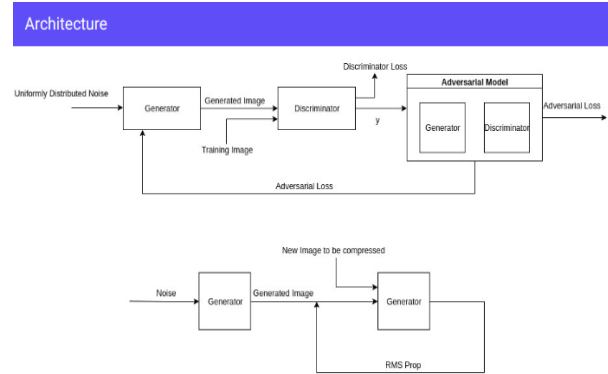 Architecture
Discriminator Loss
Adversarial Model
Uniformly Distributed Noise
Generated Image
Adversarial Loss
Generator
Discriminator
y
Generator
Discriminator
Training Image
Adversarial Loss
New Image to be compressed
Noise
Generator
Generated Image
Generator
RMS Prop